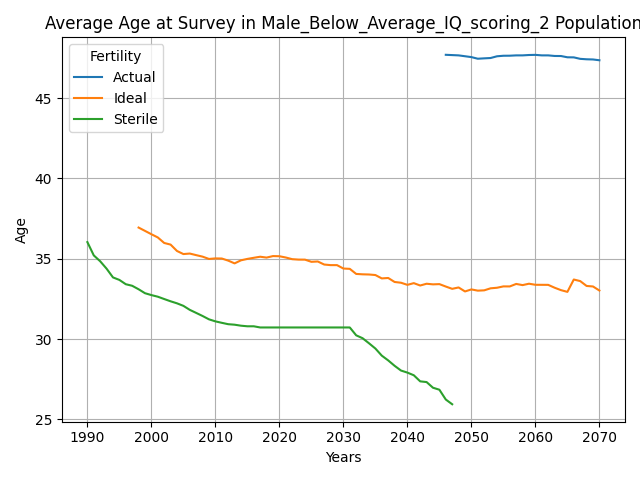 Average Age at Survey in Male_Below_Average_IQ_scoring_2 Population
Fertility
Actual
Ideal
Sterile
Age
45
40
35
30
25
1990 2000 2010 2020 2030 2040 2050 2060 2070
Years